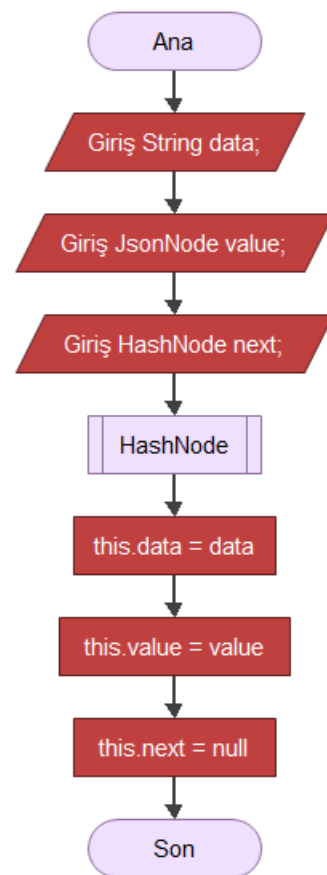 Ana
Giriş String data;
Giriş JsonNode value;
Giriş HashNode next;
HashNode
this.data = data
this.value = value
this.next = null
Son